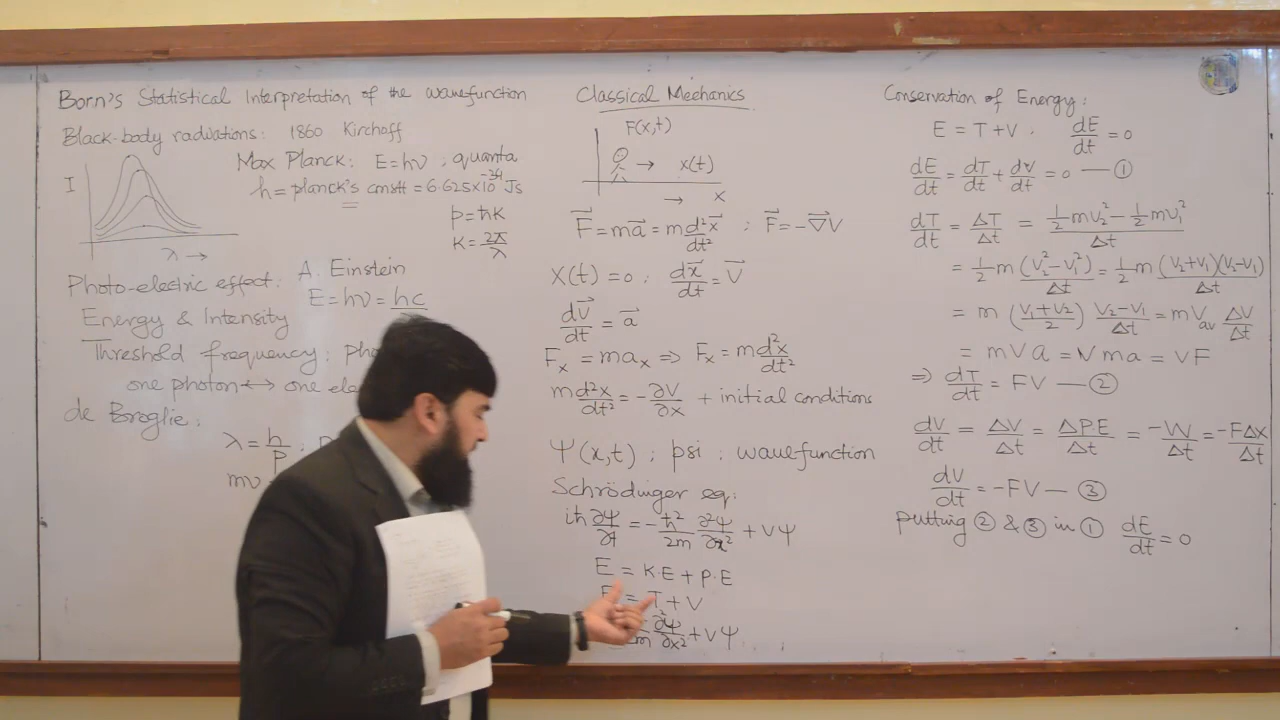 Born's Statistical Interpretation of the wavefunction
Black-body radiations: 1860 Kirchoff
Max Planck: E=hν, quanta
I
h=planck's constt=6.625×10⁻³⁴ Js
p=ħK
K=2π/λ
λ →
Photo-electric effect: A. Einstein
E=hν=hc/
Energy & Intensity
Threshold frequency:
one photon↔one
de Broglie:
λ=h/P ;
mν
Classical Mechanics
F(x,t)
→ x(t)
→ x
F⃗=ma⃗=m d²x⃗/dt² ; F⃗=-∇⃗V
X(t)=0 : dx⃗/dt=V⃗
dv⃗/dt=a⃗
Fₓ=maₓ⇒ Fₓ=m d²x/dt²
m d²x/dt²=-∂V/∂x + initial conditions
Ψ(x,t) ; psi : wavefunction
Schrödinger eq:
iħ ∂Ψ/∂t=-ħ²/2m ∂²Ψ/∂x²+VΨ
E=K.E+P.E
E=T+V
m ∂²Ψ/∂x²+VΨ
Conservation of Energy:
E=T+V . dE/dt=0
dE/dt=dT/dt+dV/dt=0 —①
dT/dt=ΔT/Δt=(½mV₂²-½mV₁²)/Δt
=½m(V₂²-V₁²)/Δt=½m(V₂+V₁)(V₂-V₁)/Δt
=m(V₁+V₂/2) V₂-V₁/Δt=mVav ΔV/Δt
=mVa=Vma=VF
⇒ dT/dt=FV —②
dV/dt=ΔV/Δt=ΔP.E/Δt=-W/Δt=-FΔx/Δt
dV/dt=-FV—③
putting ② & ③ in ① dE/dt=0